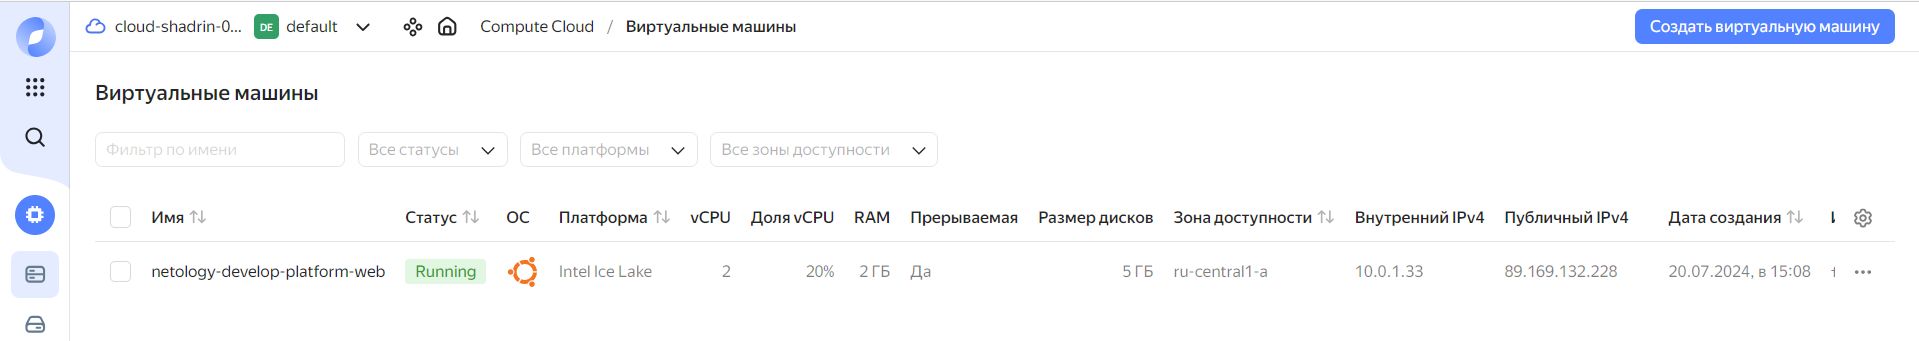 cloud-shadrin-0... DE default Compute Cloud / Виртуальные машины Создать виртуальную машину
Виртуальные машины
Фильтр по имени Все статусы Все платформы Все зоны доступности
Имя Статус ОС Платформа vCPU Доля vCPU RAM Прерываемая Размер дисков Зона доступности Внутренний IPv4 Публичный IPv4 Дата создания
netology-develop-platform-web Running Intel Ice Lake 2 20% 2 ГБ Да 5 ГБ ru-central1-a 10.0.1.33 89.169.132.228 20.07.2024, в 15:08